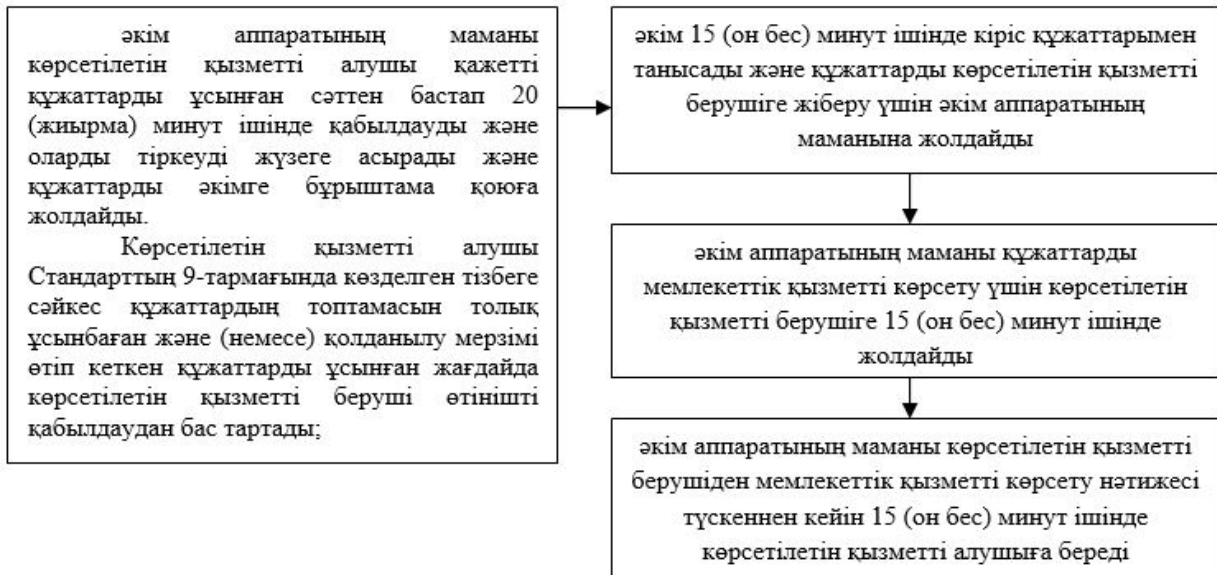 әкім аппаратының маманы
көрсетілетін қызметті алушы қажетті
құжаттарды ұсынған сәттен бастап 20
(жиырма) минут ішінде қабылдауды және
оларды тіркеуді жүзеге асырады және
құжаттарды әкімге бұрыштама қоюға
жолдайды.
Көрсетілетін қызметті алушы
Стандарттың 9-тармағында көзделген тізбеге
сәйкес құжаттардың топтамасын толық
ұсынбаған және (немесе) қолданылу мерзімі
өтіп кеткен құжаттарды ұсынған жағдайда
көрсетілетін қызметті беруші өтінішті
қабылдаудан бас тартады;
әкім 15 (он бес) минут ішінде кіріс құжаттарымен
танысады және құжаттарды көрсетілетін қызметті
берушіге жіберу үшін әкім аппаратының
маманына жолдайды
әкім аппаратының маманы құжаттарды
мемлекеттік қызметті көрсету үшін көрсетілетін
қызметті берушіге 15 (он бес) минут ішінде
жолдайды
әкім аппаратының маманы көрсетілетін қызметті
берушіден мемлекеттік қызметті көрсету нәтижесі
түскеннен кейін 15 (он бес) минут ішінде
көрсетілетін қызметті алушыға береді